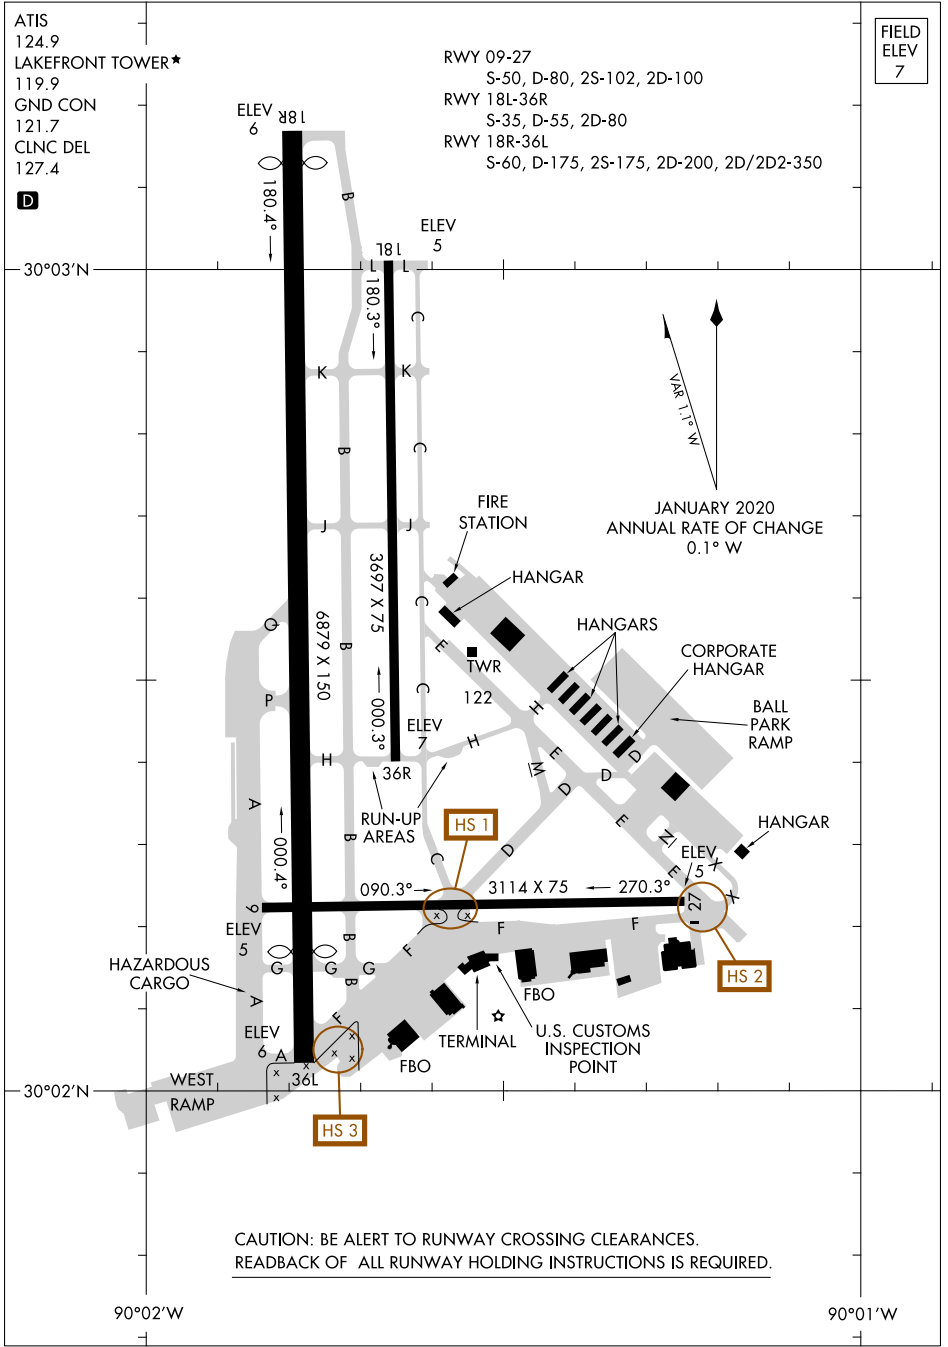 ATIS
124.9
LAKEFRONT TOWER★
119.9
GND CON
121.7
CLNC DEL
127.4
D
RWY 09-27
S-50, D-80, 2S-102, 2D-100
RWY 18L-36R
S-35, D-55, 2D-80
RWY 18R-36L
S-60, D-175, 2S-175, 2D-200, 2D/2D2-350
FIELD
ELEV
7
ELEV
6
18R
180.4°
B
ELEV
5
18L
L
L
30°03'N
180.3°
C
K
K
B
C
VAR 1.1° W
JANUARY 2020
ANNUAL RATE OF CHANGE
0.1° W
FIRE
STATION
J
J
HANGAR
3697 X 75
6879 X 150
C
E
HANGARS
Q
B
TWR
122
CORPORATE
HANGAR
P
C
000.3°
BALL
PARK
RAMP
H
ELEV
7
H
H
E
D
M
D
D
36R
RUN-UP
AREAS
A
000.4°
B
HS 1
E
N
HANGAR
C
D
E
X
ELEV
5
090.3°
3114 X 75
270.3°
X
9
27
ELEV
5
B
F
F
F
G
G
G
HAZARDOUS
CARGO
B
A
HS 2
FBO
F
ELEV
6
A
TERMINAL
U.S. CUSTOMS
INSPECTION
POINT
FBO
x
x
x
x
x
x
x
x
36L
WEST
RAMP
30°02'N
HS 3
CAUTION: BE ALERT TO RUNWAY CROSSING CLEARANCES.
READBACK OF ALL RUNWAY HOLDING INSTRUCTIONS IS REQUIRED.
90°02'W
90°01'W